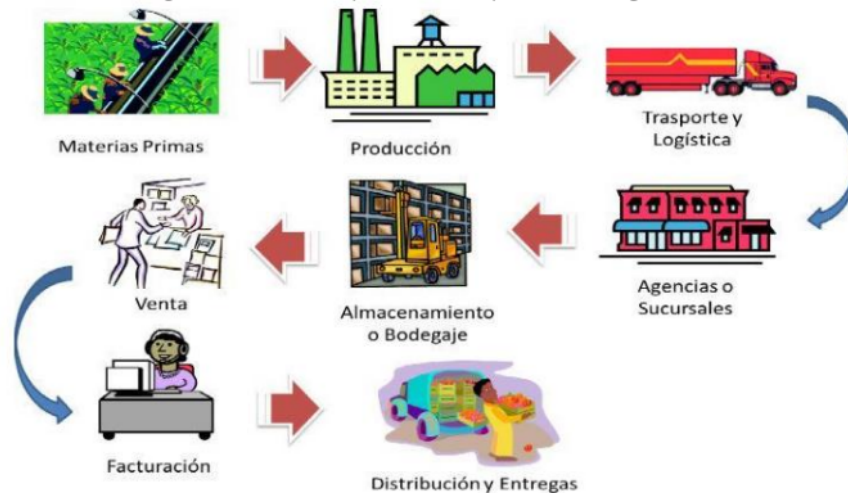 Materias Primas
Producción
Trasporte y
Logística
Agencias o
Sucursales
Almacenamiento
o Bodegaje
Venta
Facturación
Distribución y Entregas